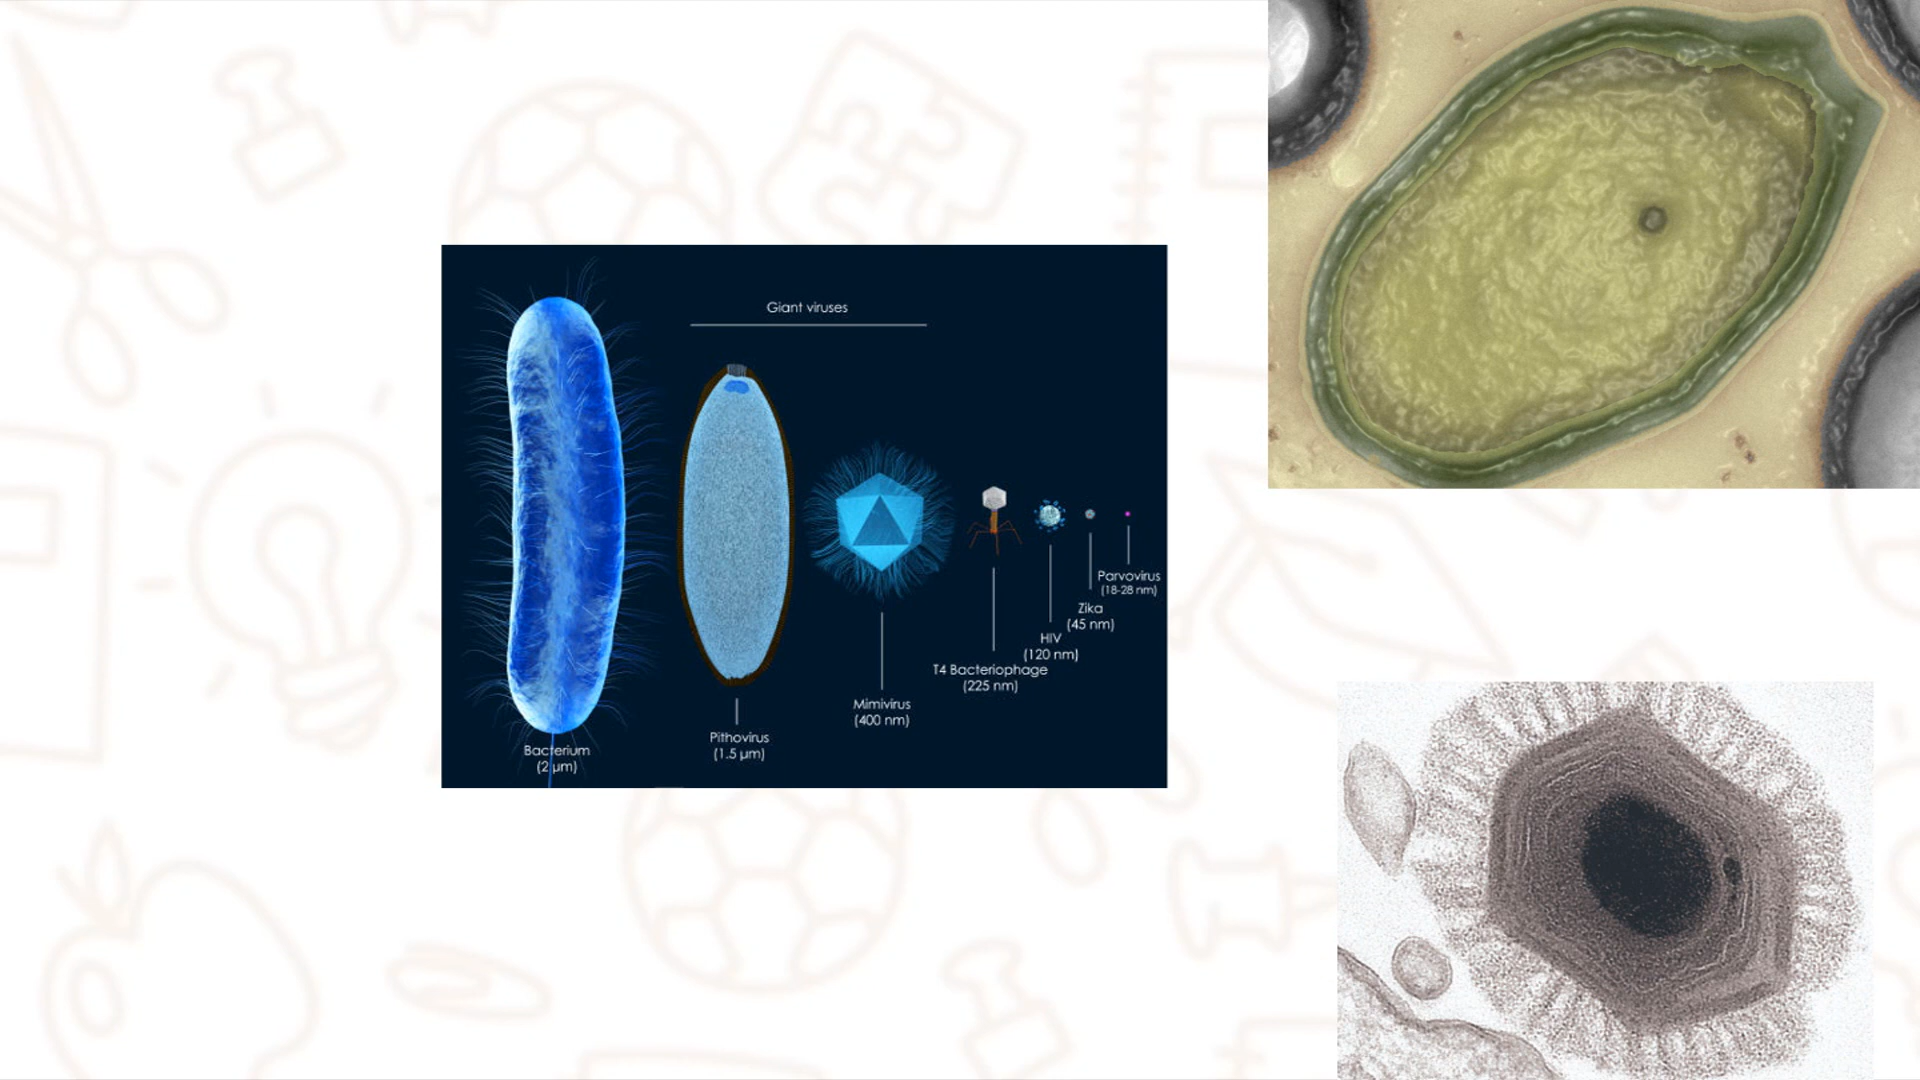 Giant viruses
Bacterium
(2 µm)
Pithovirus
(1.5 µm)
Mimivirus
(400 nm)
T4 Bacteriophage
(225 nm)
HIV
(120 nm)
Zika
(45 nm)
Parvovirus
(18-28 nm)